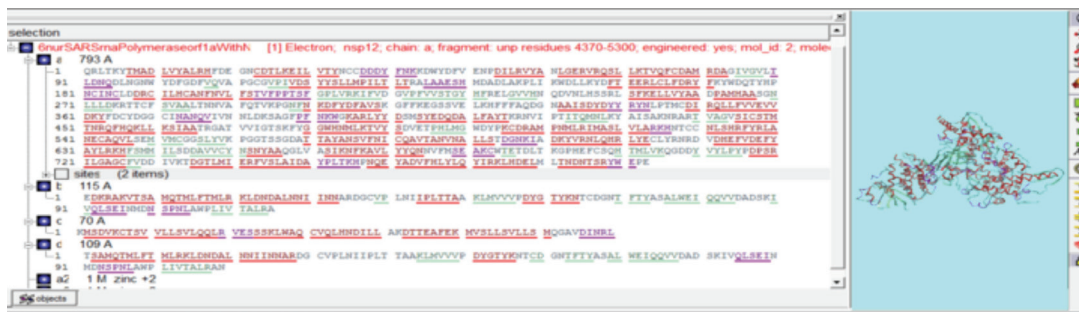 selection
6nurSARSrnaPolymeraseorf1aWithN [1] Electron; nsp12; chain: a, fragment: unp residues 4370-5300; engineered: yes; mol_id: 2; mole
a 793 A
1 QRLTKYTMAD LVYALRHFDE GNCDTLKEIL VTYNCCDDDY FNKKDWYDFV ENPDILRVYA NLGERVRQSL LKTVQFCDAM RDAGIVGVLT
91 LDNQDLNGNW YDFGDFVQVA PGCGVPIVDS YYSLLMPILT LTRALAAESH MDADLAKPLI KWDLLKYDFT EERLCLFDRY FKYWDQTYHP
181 NCINCLDDRC ILHCANFNVL FSTVFPPTSF GPLVRKIFVD GVPFVVSTGY HFRELGVVHN QDVNLHSSRL SFKELLVYAA DPAMHAASGN
271 LLLDKRTTCF SVAALTNNVA FQTVKPGNFN KDFYDFAVSK GFFKEGSSVE LKHFFFAQDG NAAISDYDYY RYNLPTMCDI RQLLFVVEVV
361 DKYFDCYDGG CINANQVIVN NLDKSAGFPF NKWGKARLYY DSMSYEDQDA LFAYTKRNVI PTITQMNLKY AISAKNRART VAGVSICSTM
451 TNRQFHQKLL KSIAATRGAT VVIGTSKFYG GWHNMLKTVY SDVETPHLMG WDYPKCDRAM PNMLRIMASL VLARKHNTCC NLSHRFYRLA
541 NECAQVLSEM VMCGGSLYVK PGGTSSGDAT TAYANSVFNI CQAVTANVNA LLSTDGNKIA DKYVRNLQHR LYECLYRNRD VDHEFVDEFY
631 AYLRKHFSMM ILSDDAVVCY NSNYAAQGLV ASIKNFKAVL YYQNNVFMSE AKCWTETDLT KGPHEFCSQH TMLVKQGDDY VYLPYPDPSR
721 ILGAGCFVDD IVKTDGTLMI ERFVSLAIDA YPLTKHPNQE YADVFHLYLQ YIRKLHDELM LTNDNTSRYW EPE
sites (2 items)
b 115 A
1 EDKRAKVTSA MQTMLFTMLR KLDNDALNNI INNARDGCVP LNIIPLTTAA KLMVVVPDYG TYKNTCDGNT FTYASALWEI QQVVDADSKI
91 VQLSEINMDN SPNLAWPLIV TALRA
c 70 A
1 KMSDVKCTSV VLLSVLQQLR VESSSKLWAQ CVQLHNDILL AKDTTEAFEK MVSLLSVLLS MQGAVDINRL
d 109 A
1 TSAMQTMLFT MLRKLDNDAL NNIINNARDG CVPLNIIPLT TAAKLMVVVP DYGTYKNTCD GNTFTYASAL WEIQQVVDAD SKIVQLSEIN
91 MDNSPNLAWP LIVTALRAN
a2 1 M zinc +2
objects